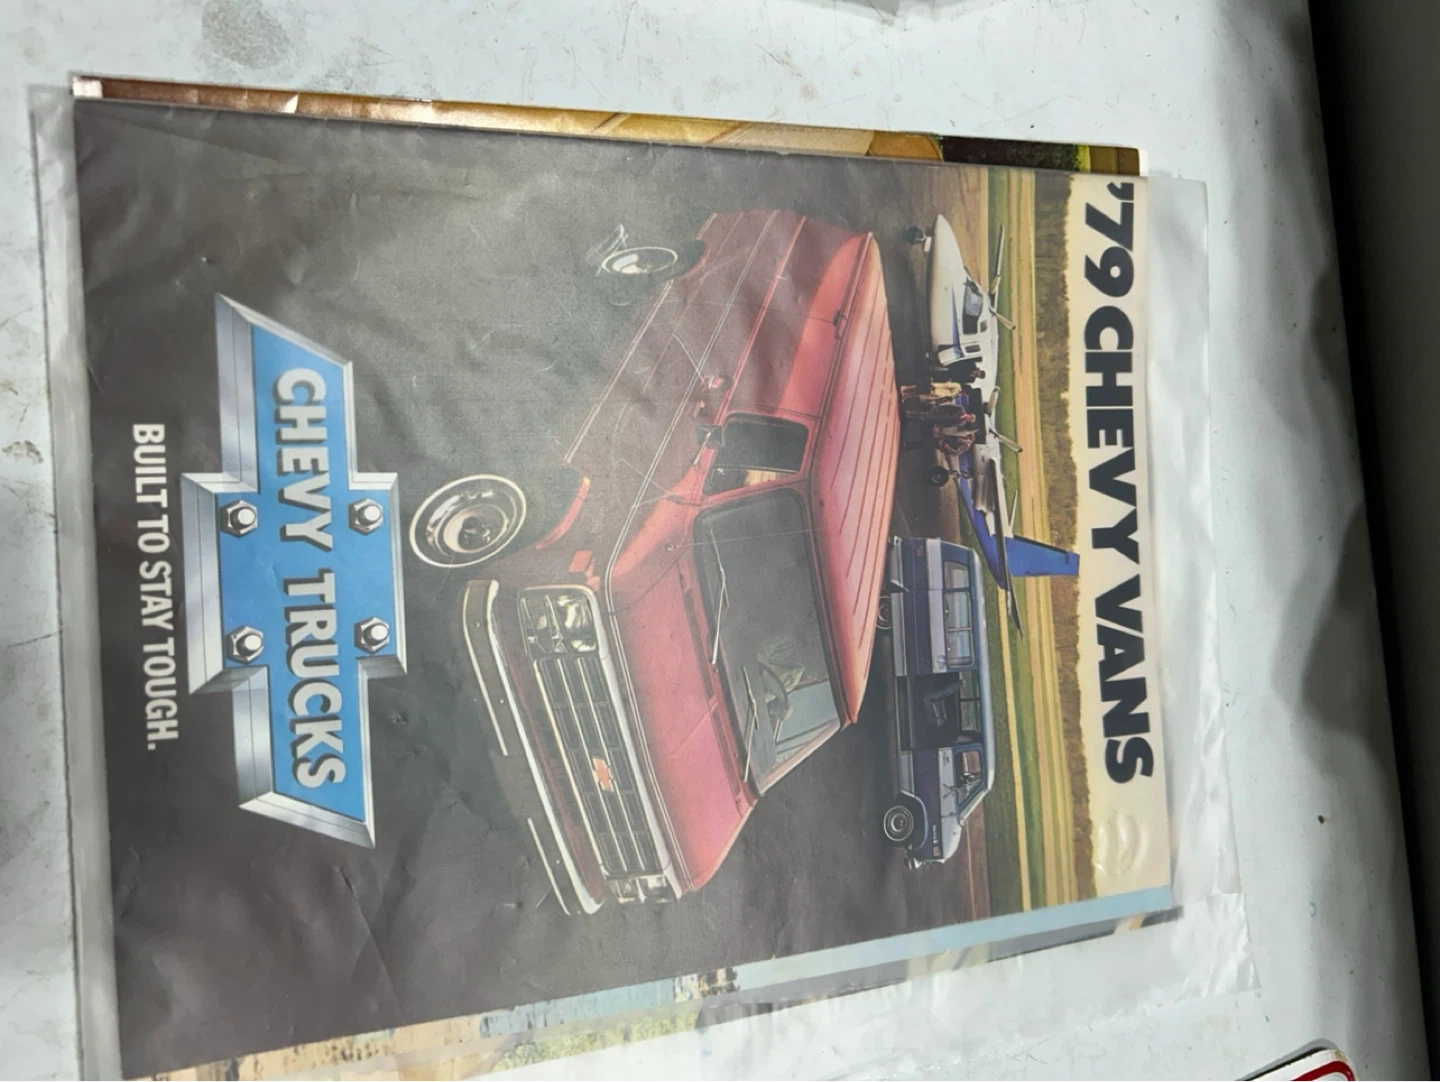 '79 CHEVY VANS
CHEVY TRUCKS
BUILT TO STAY TOUGH.